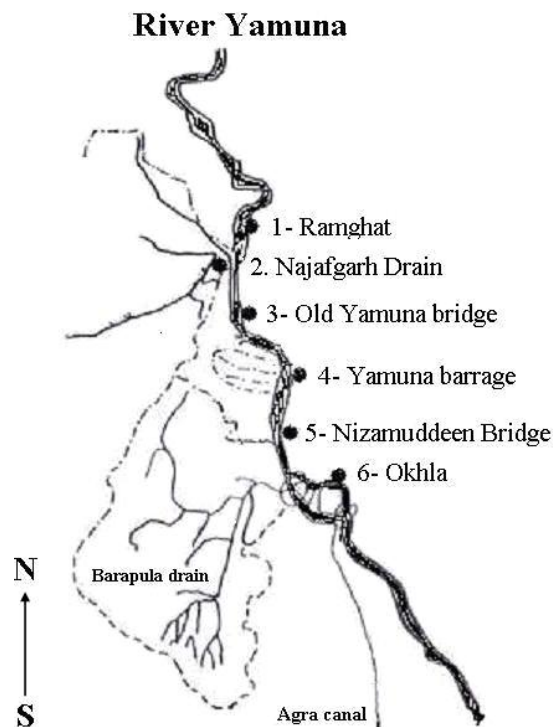 River Yamuna
1- Ramghat
2. Najafgarh Drain
3- Old Yamuna bridge
4- Yamuna barrage
5- Nizamuddeen Bridge
6- Okhla
Barapula drain
N
S
Agra canal